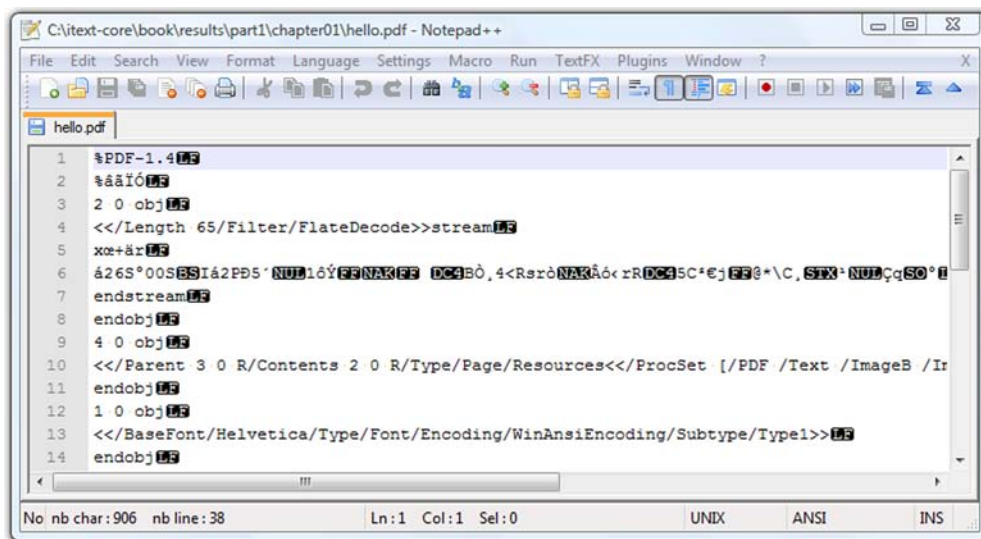 C:\itext-core\book\results\part1\chapter01\hello.pdf - Notepad++
File Edit Search View Format Language Settings Macro Run TextFX Plugins Window ? X
hello.pdf
1 %PDF-1.4LF
2 %âãÏÓLF
3 2 0 objLF
4 <</Length 65/Filter/FlateDecode>>streamLF
5 xœ+ärLF
6
7 endstreamLF
8 endobjLF
9 4 0 objLF
10 <</Parent 3 0 R/Contents 2 0 R/Type/Page/Resources<</ProcSet [/PDF /Text /ImageB /Im
11 endobjLF
12 1 0 objLF
13 <</BaseFont/Helvetica/Type/Font/Encoding/WinAnsiEncoding/Subtype/Type1>>LF
14 endobjLF
No nb char : 906 nb line : 38 Ln : 1 Col : 1 Sel : 0 UNIX ANSI INS